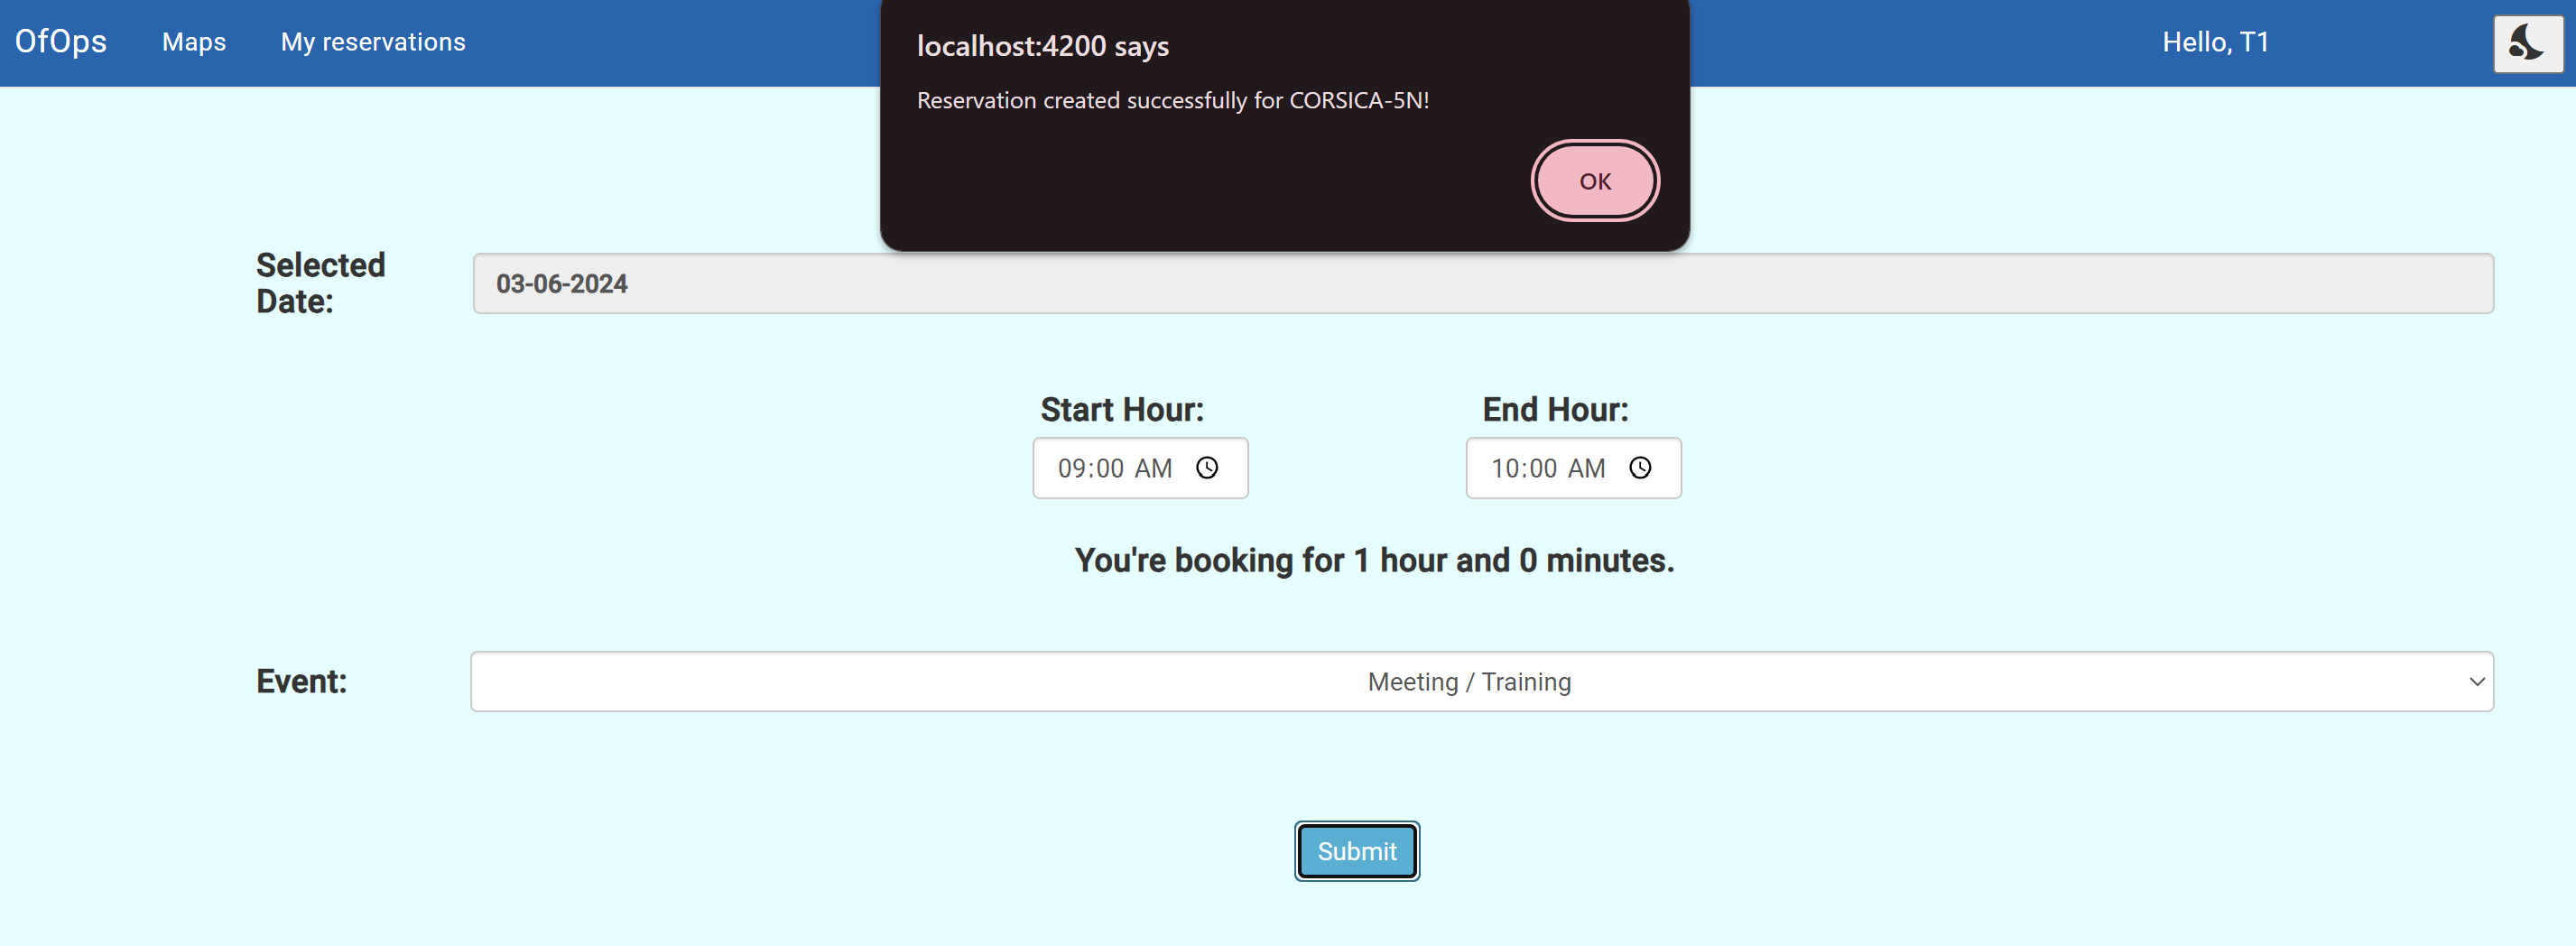 OfOps Maps My reservations Hello, T1
localhost:4200 says
Reservation created successfully for CORSICA-5N!
OK
Selected
Date:
03-06-2024
Start Hour: End Hour:
09:00 AM 10:00 AM
You're booking for 1 hour and 0 minutes.
Event: Meeting / Training
Submit